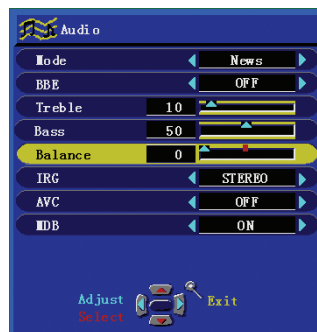 Audio
Mode News
BBE OFF
Treble 10
Bass 50
Balance 0
IRG STEREO
AVC OFF
MDB ON
Adjust Exit
Select